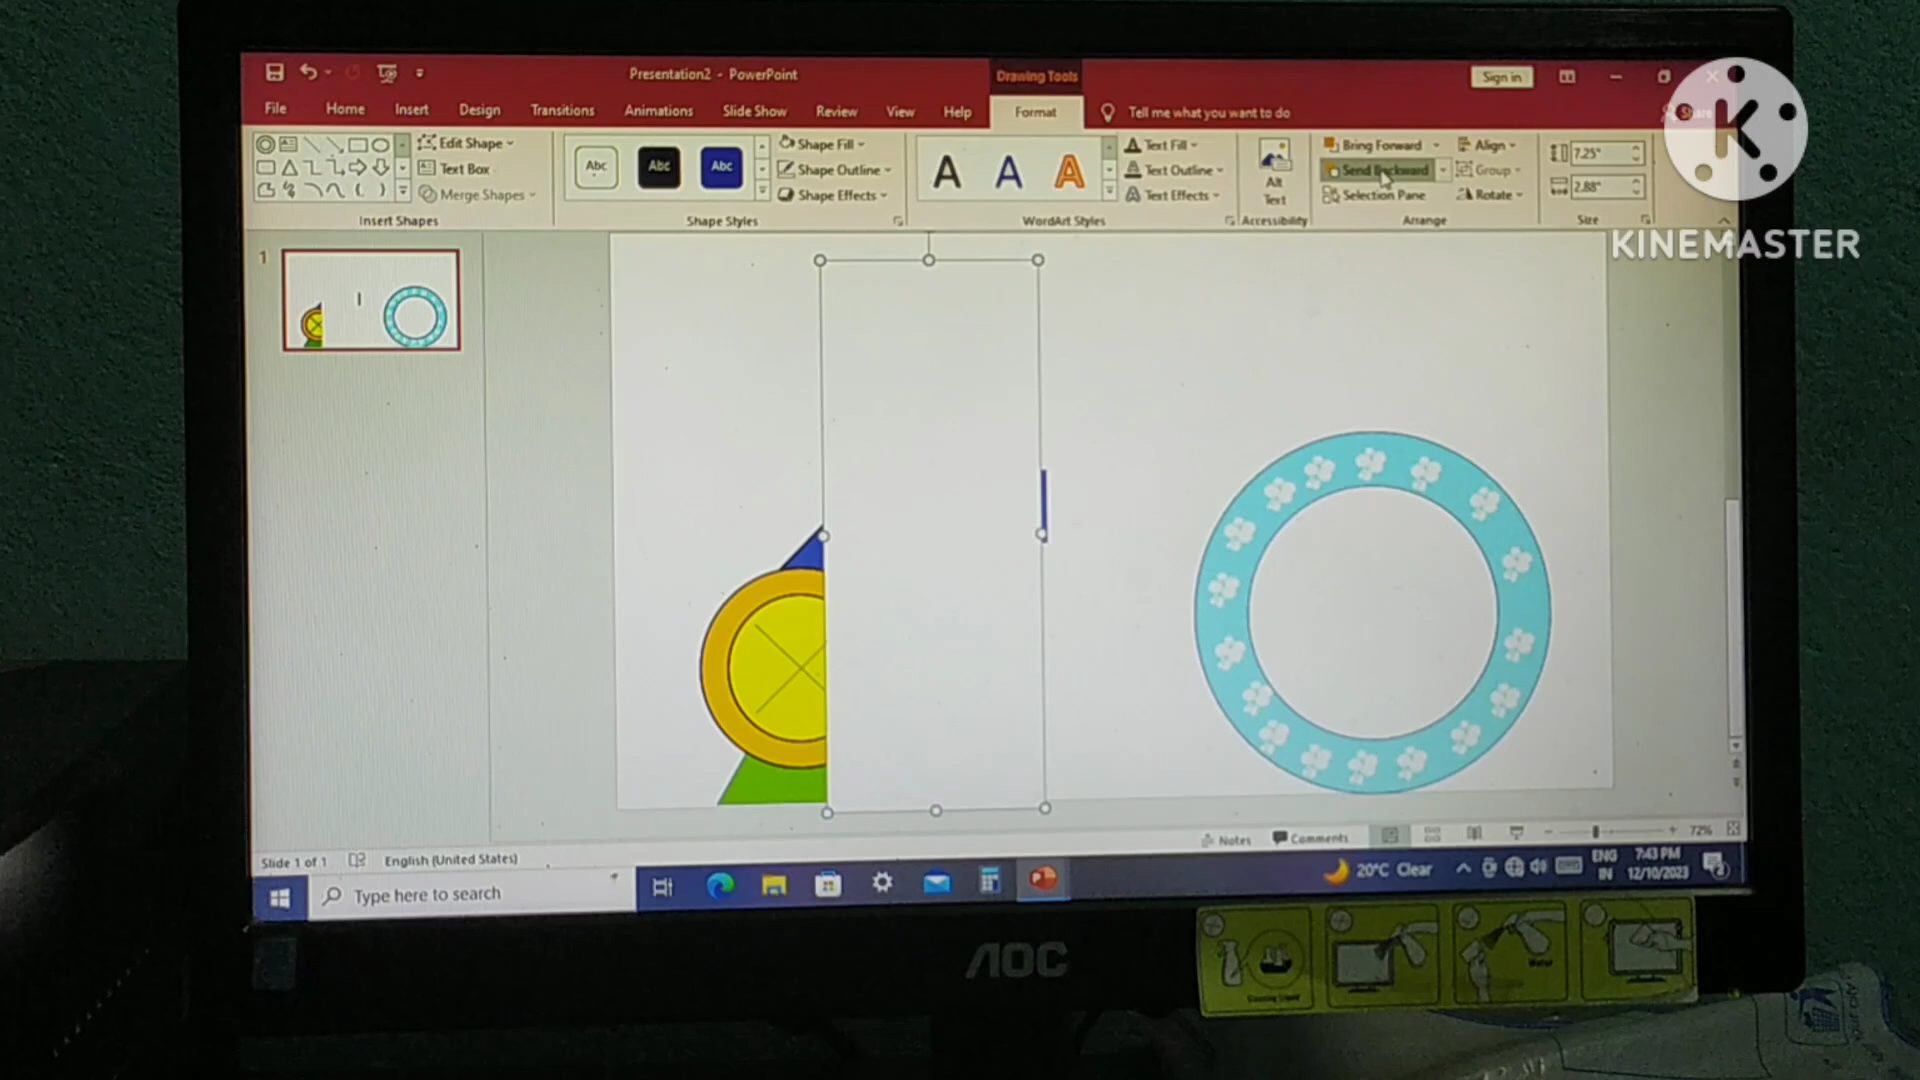 Presentation2 - PowerPoint
Drawing Tools
Sign in
File Home Insert Design Transitions Animations Slide Show Review View Help Format Tell me what you want to do Share
Edit Shape
Text Box
Merge Shapes
Insert Shapes
Abc Abc Abc
Shape Fill
Shape Outline
Shape Effects
Shape Styles
A A A
Text Fill
Text Outline
Text Effects
WordArt Styles
Alt
Text
Accessibility
Bring Forward
Send Backward
Selection Pane
Align
Group
Rotate
Arrange
7.25"
2.88"
Size
K
KINEMASTER
1
Notes Comments 72%
Slide 1 of 1 English (United States)
Type here to search
20°C Clear
ENG
IN
7:43 PM
12/10/2023
2
AOC
Water